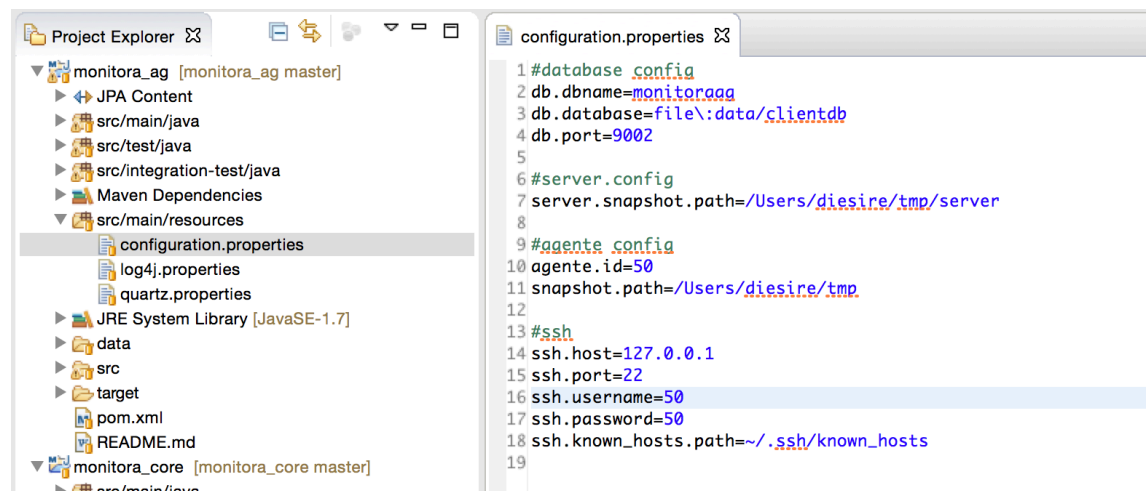 Project Explorer
monitora_ag [monitora_ag master]
JPA Content
src/main/java
src/test/java
src/integration-test/java
Maven Dependencies
src/main/resources
configuration.properties
log4j.properties
quartz.properties
JRE System Library [JavaSE-1.7]
data
src
target
pom.xml
README.md
monitora_core [monitora_core master]
src/main/java
configuration.properties
1 #database config
2 db.dbname=monitoraag
3 db.database=file\:data/clientdb
4 db.port=9002
5
6 #server.config
7 server.snapshot.path=/Users/diesire/tmp/server
8
9 #agente config
10 agente.id=50
11 snapshot.path=/Users/diesire/tmp
12
13 #ssh
14 ssh.host=127.0.0.1
15 ssh.port=22
16 ssh.username=50
17 ssh.password=50
18 ssh.known_hosts.path=~/.ssh/known_hosts
19